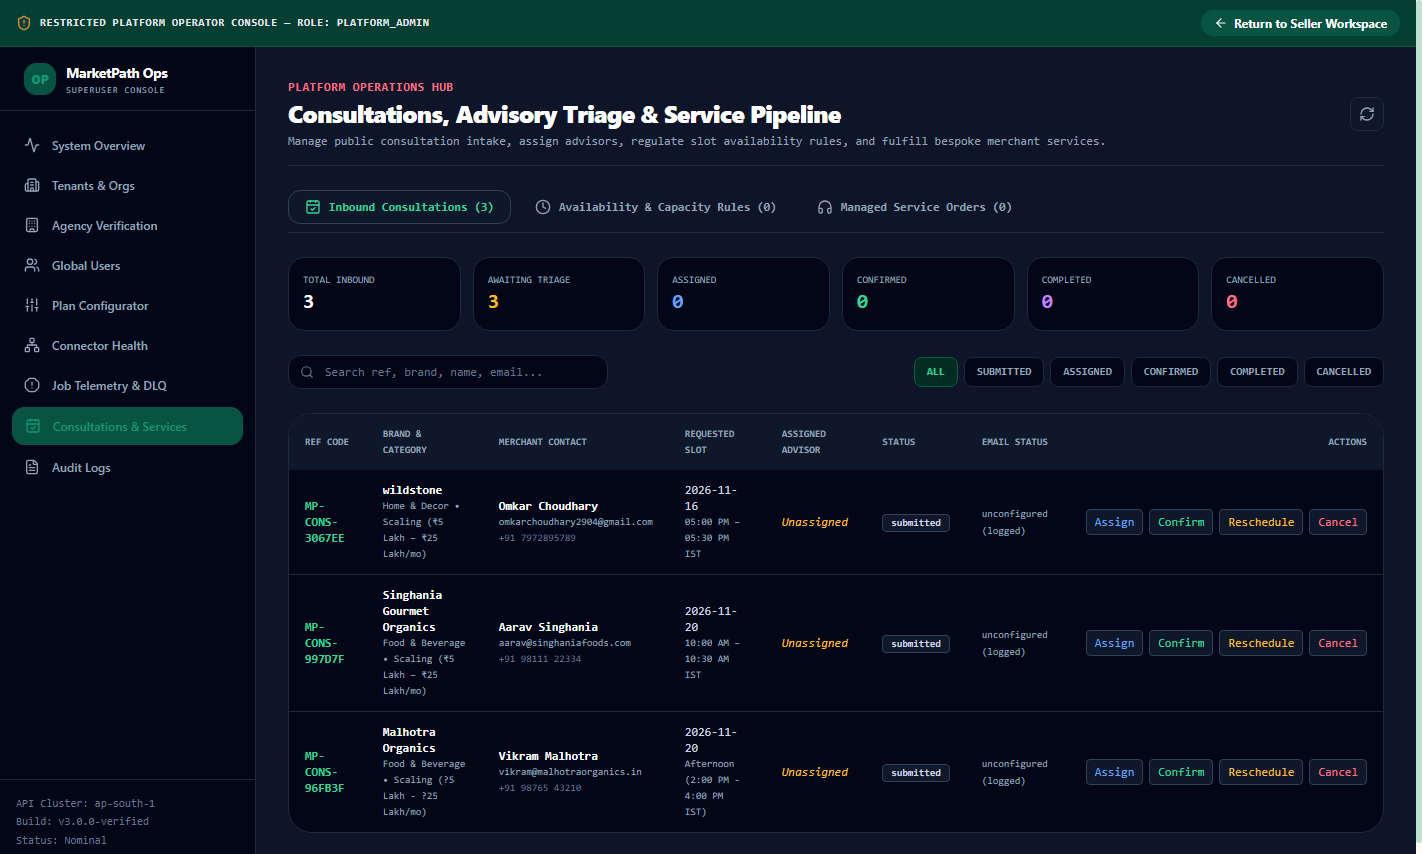 RESTRICTED PLATFORM OPERATOR CONSOLE — ROLE: PLATFORM_ADMIN
← Return to Seller Workspace
OP
MarketPath Ops
SUPERUSER CONSOLE
System Overview
Tenants & Orgs
Agency Verification
Global Users
Plan Configurator
Connector Health
Job Telemetry & DLQ
Consultations & Services
Audit Logs
API Cluster: ap-south-1
Build: v3.0.0-verified
Status: Nominal
PLATFORM OPERATIONS HUB
Consultations, Advisory Triage & Service Pipeline
Manage public consultation intake, assign advisors, regulate slot availability rules, and fulfill bespoke merchant services.
Inbound Consultations (3)
Availability & Capacity Rules (0)
Managed Service Orders (0)
TOTAL INBOUND
3
AWAITING TRIAGE
3
ASSIGNED
0
CONFIRMED
0
COMPLETED
0
CANCELLED
0
Search ref, brand, name, email...
ALL
SUBMITTED
ASSIGNED
CONFIRMED
COMPLETED
CANCELLED
REF CODE
BRAND &
CATEGORY
MERCHANT CONTACT
REQUESTED
SLOT
ASSIGNED
ADVISOR
STATUS
EMAIL STATUS
ACTIONS
MP-
CONS-
3067EE
wildstone
Home & Decor •
Scaling (₹5
Lakh – ₹25
Lakh/mo)
Omkar Choudhary
omkarchoudhary2904@gmail.com
+91 7972895789
2026-11-
16
05:00 PM –
05:30 PM
IST
Unassigned
submitted
unconfigured
(logged)
Assign
Confirm
Reschedule
Cancel
MP-
CONS-
997D7F
Singhania
Gourmet
Organics
Food & Beverage
• Scaling (₹5
Lakh – ₹25
Lakh/mo)
Aarav Singhania
aarav@singhaniafoods.com
+91 98111 22334
2026-11-
20
10:00 AM –
10:30 AM
IST
Unassigned
submitted
unconfigured
(logged)
Assign
Confirm
Reschedule
Cancel
MP-
CONS-
96FB3F
Malhotra
Organics
Food & Beverage
• Scaling (?5
Lakh - ?25
Lakh/mo)
Vikram Malhotra
vikram@malhotraorganics.in
+91 98765 43210
2026-11-
20
Afternoon
(2:00 PM -
4:00 PM
IST)
Unassigned
submitted
unconfigured
(logged)
Assign
Confirm
Reschedule
Cancel